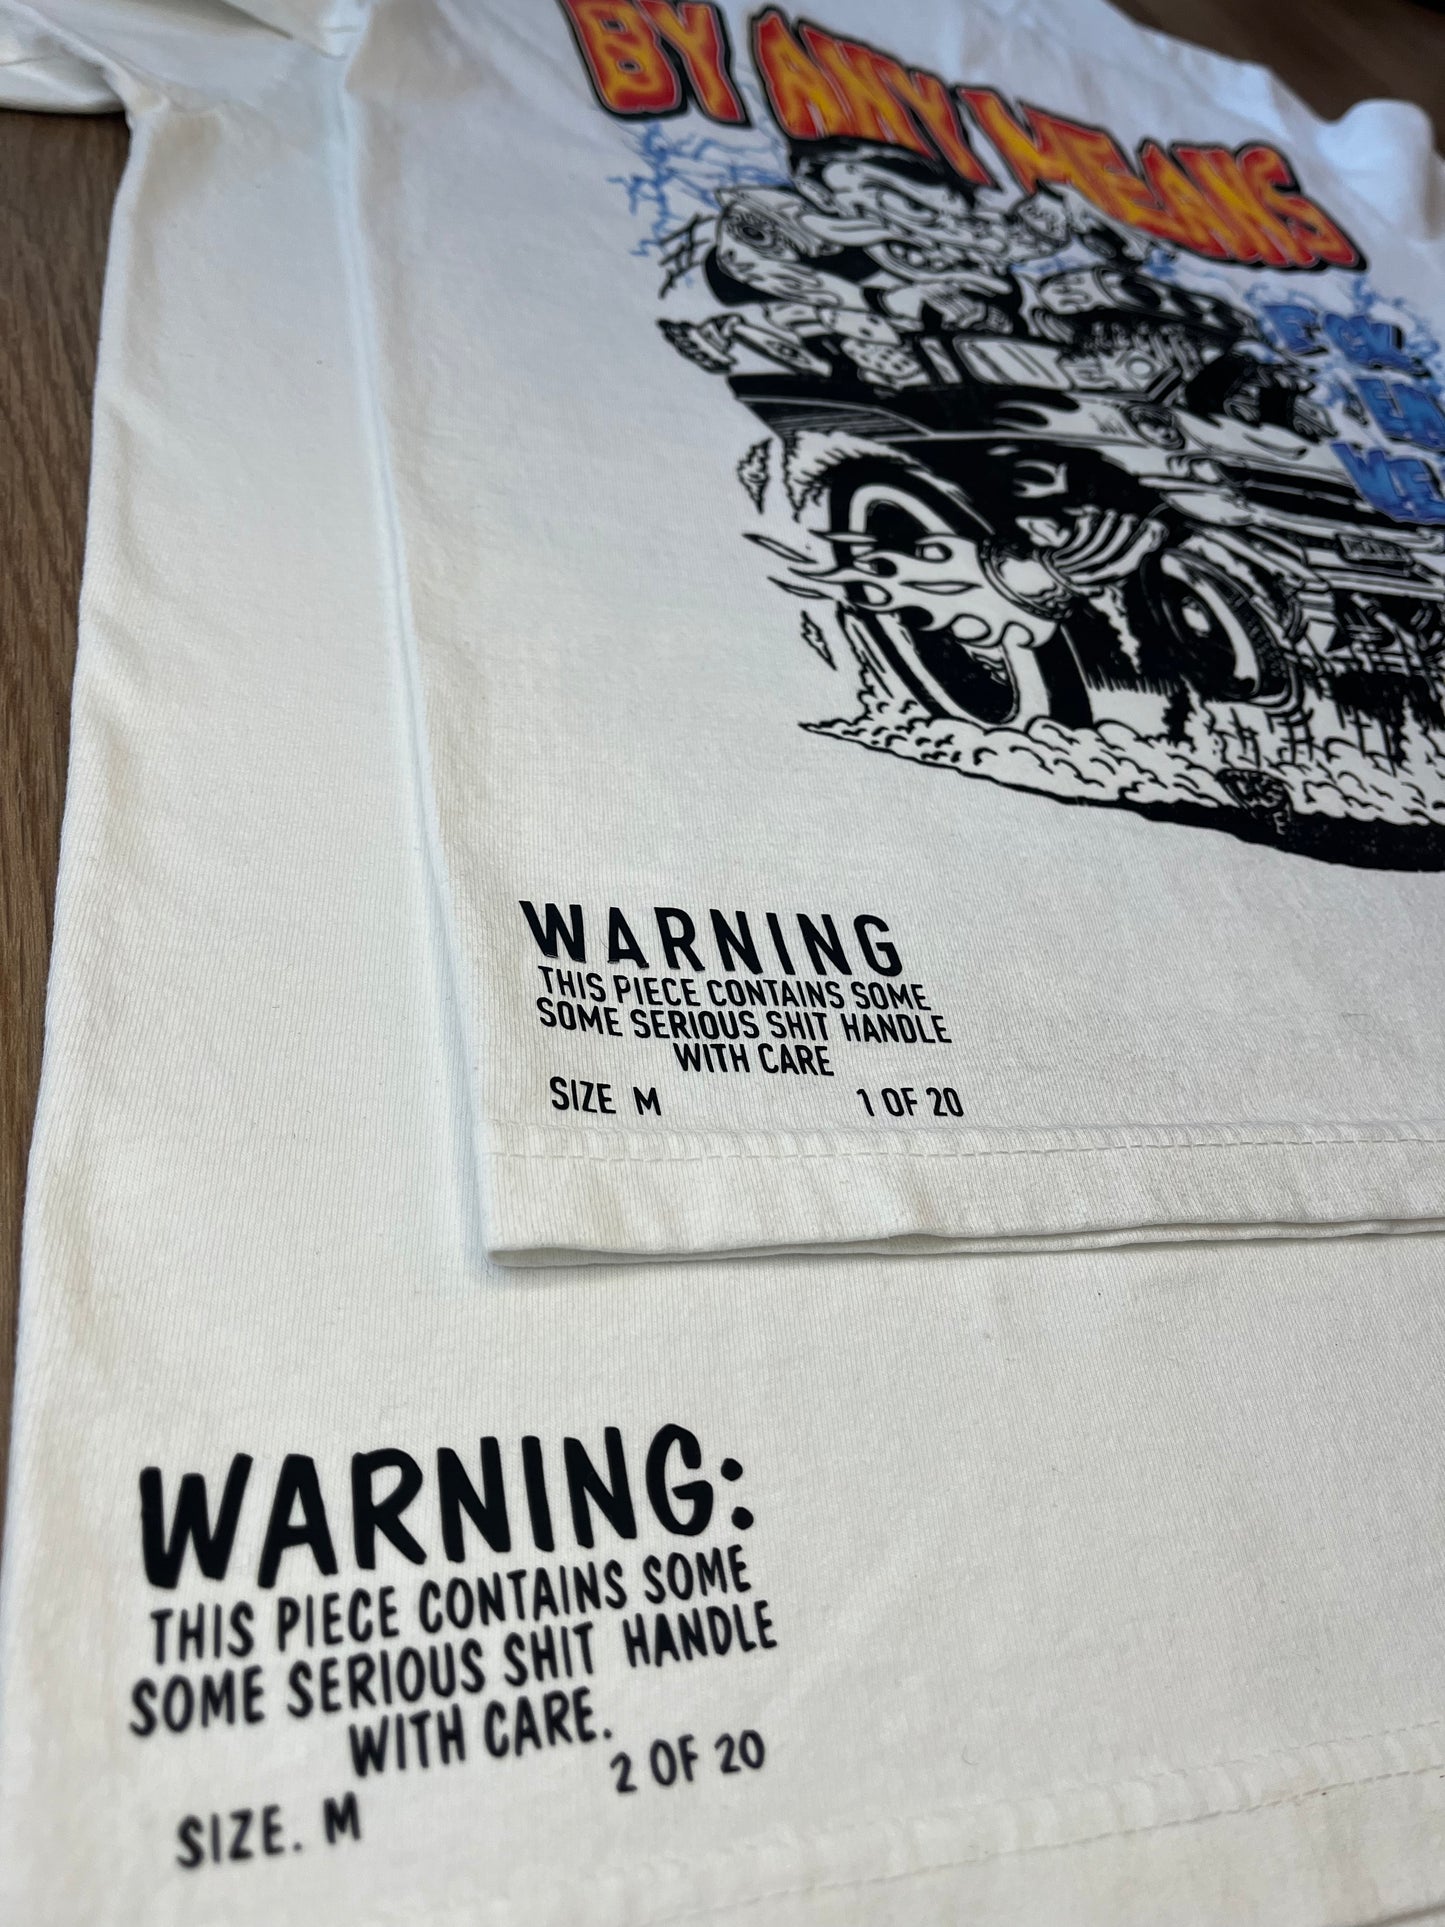 BY ANY MEANS
WARNING
THIS PIECE CONTAINS SOME
SOME SERIOUS SHIT HANDLE
WITH CARE
SIZE M 1 OF 20
WARNING:
THIS PIECE CONTAINS SOME
SOME SERIOUS SHIT HANDLE
WITH CARE.
2 OF 20
SIZE. M